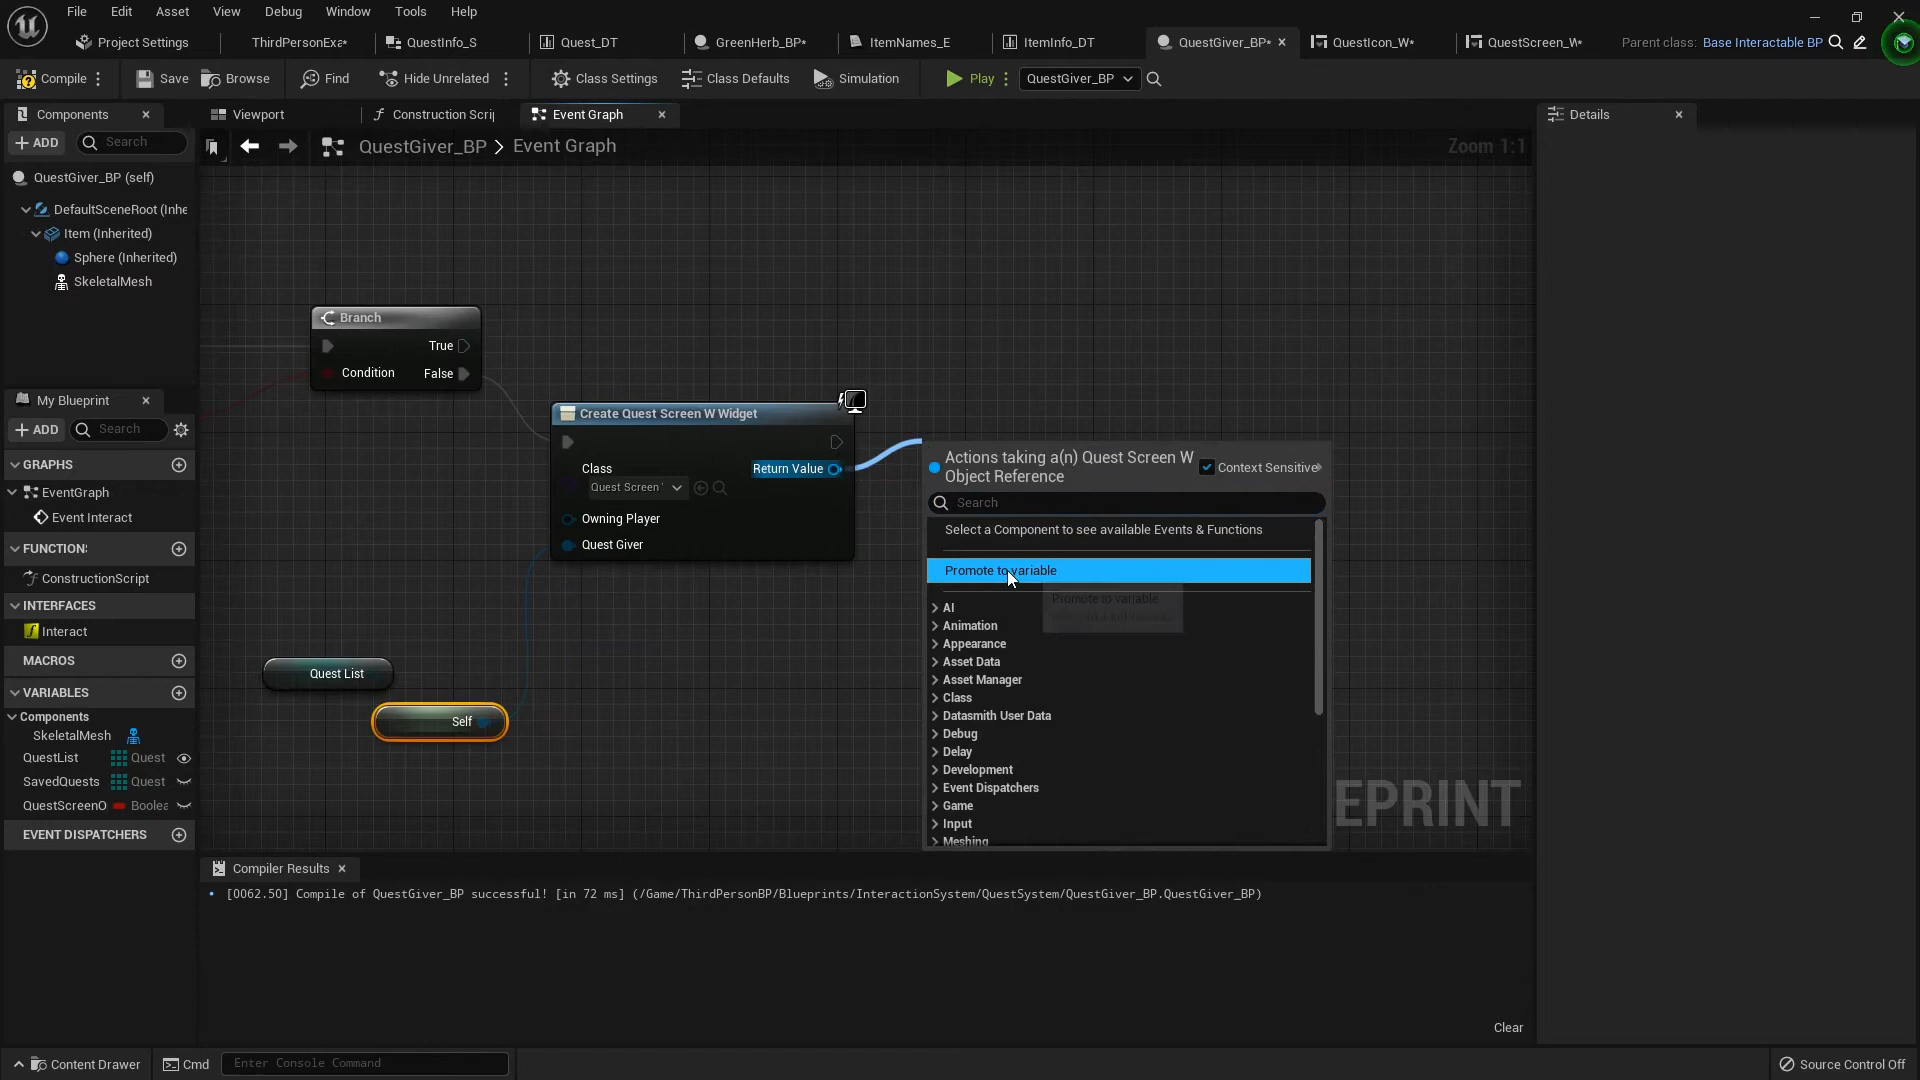 File Edit Asset View Debug Window Tools Help
Project Settings ThirdPersonExa* QuestInfo_S Quest_DT GreenHerb_BP* ItemNames_E ItemInfo_DT QuestGiver_BP* QuestIcon_W* QuestScreen_W* Parent class: Base Interactable BP
Compile Save Browse Find Hide Unrelated Class Settings Class Defaults Simulation Play QuestGiver_BP
Components Viewport Construction Scrip Event Graph Details
ADD Search QuestGiver_BP > Event Graph Zoom 1:1
QuestGiver_BP (self)
DefaultSceneRoot (Inhe
Item (Inherited)
Sphere (Inherited)
SkeletalMesh
Branch
True
Condition False
My Blueprint
ADD Search
GRAPHS
EventGraph
Event Interact
FUNCTION:
ConstructionScript
INTERFACES
Interact
MACROS
VARIABLES
Components
SkeletalMesh
QuestList Quest
SavedQuests Quest
QuestScreenO Boolea
EVENT DISPATCHERS
Create Quest Screen W Widget
Class Return Value
Quest Screen
Owning Player
Quest Giver
Quest List
Self
Actions taking a(n) Quest Screen W
Object Reference
Context Sensitive
Search
Select a Component to see available Events & Functions
Promote to variable
Promote to variable
AI
Animation
Appearance
Asset Data
Asset Manager
Class
Datasmith User Data
Debug
Delay
Development
Event Dispatchers
Game
Input
Meshing
EPRINT
Compiler Results
[0062.50] Compile of QuestGiver_BP successful! [in 72 ms] (/Game/ThirdPersonBP/Blueprints/InteractionSystem/QuestSystem/QuestGiver_BP.QuestGiver_BP)
Clear
Content Drawer Cmd Enter Console Command Source Control Off